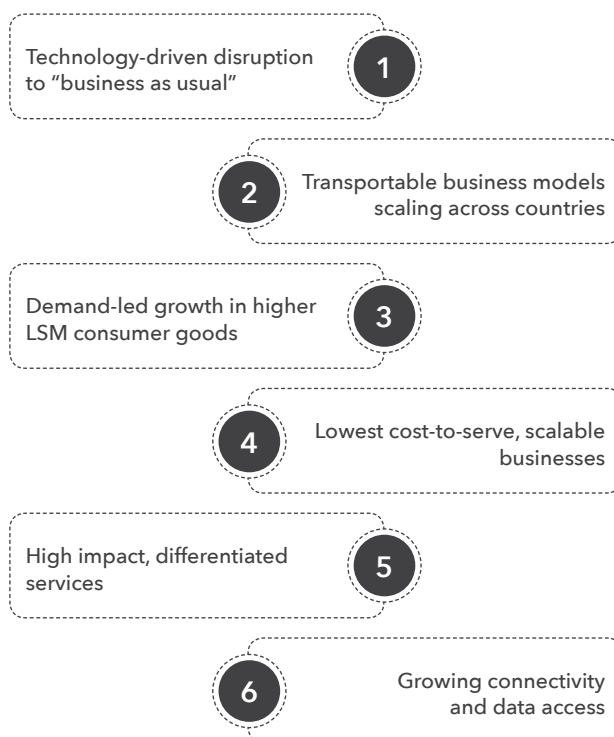 Technology-driven disruption
to “business as usual”
1
2
Transportable business models
scaling across countries
Demand-led growth in higher
LSM consumer goods
3
4
Lowest cost-to-serve, scalable
businesses
High impact, differentiated
services
5
6
Growing connectivity
and data access